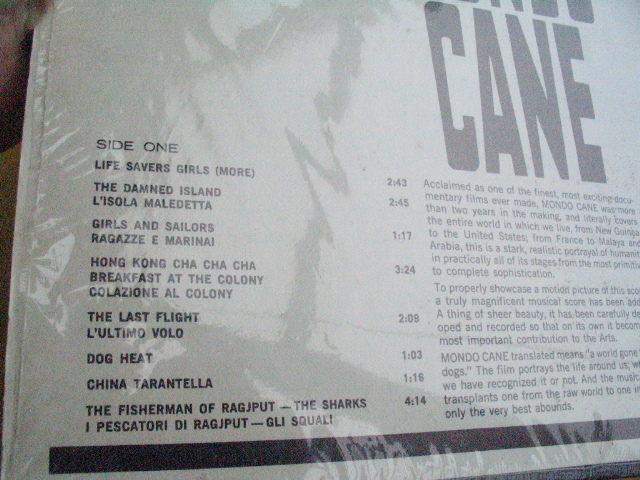 CANE
SIDE ONE
LIFE SAVERS GIRLS (MORE) 2:43
THE DAMNED ISLAND 2:45
L'ISOLA MALEDETTA
GIRLS AND SAILORS 1:17
RAGAZZE E MARINAI
HONG KONG CHA CHA CHA 3:24
BREAKFAST AT THE COLONY
COLAZIONE AL COLONY
THE LAST FLIGHT 2:09
L'ULTIMO VOLO
DOG HEAT 1:03
CHINA TARANTELLA 1:16
THE FISHERMAN OF RAGJPUT — THE SHARKS 4:14
I PESCATORI DI RAGJPUT — GLI SQUALI
Acclaimed as one of the finest, most exciting docu-
mentary films ever made, MONDO CANE was more
than two years in the making, and literally covers
the entire world in which we live, from New Guinea
to the United States; from France to Malaya and
Arabia, this is a stark, realistic portrayal of humanit
in practically all of its stages from the most primitiv
to complete sophistication.
To properly showcase a motion picture of this sco
a truly magnificent musical score has been add
A thing of sheer beauty, it has been carefully de
oped and recorded so that on its own it becom
most important contribution to the Arts.
MONDO CANE translated means "a world gone
dogs." The film portrays the life around us, wh
we have recognized it or not. And the music
transplants one from the raw world to one in
only the very best abounds.